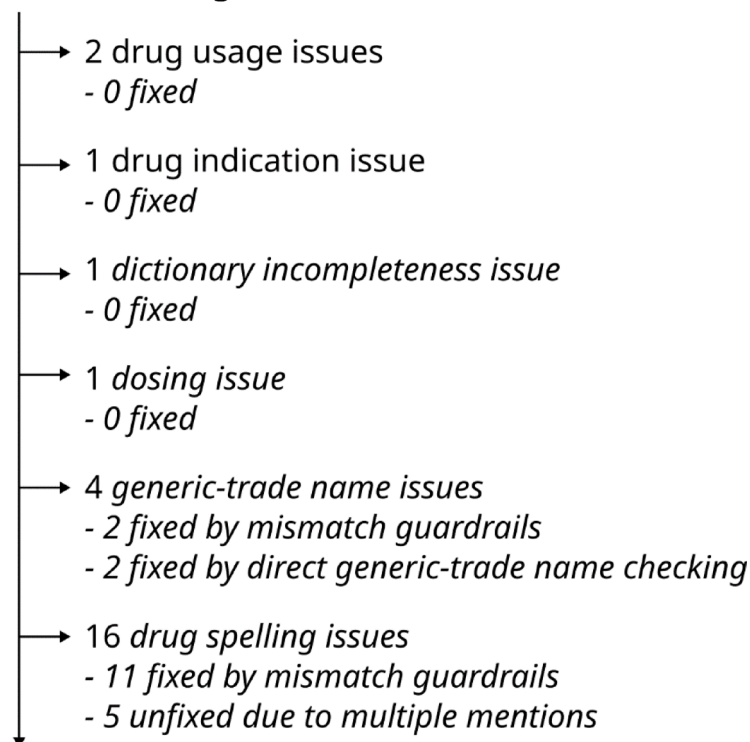 2 drug usage issues
- 0 fixed
1 drug indication issue
- 0 fixed
1 dictionary incompleteness issue
- 0 fixed
1 dosing issue
- 0 fixed
4 generic-trade name issues
- 2 fixed by mismatch guardrails
- 2 fixed by direct generic-trade name checking
16 drug spelling issues
- 11 fixed by mismatch guardrails
- 5 unfixed due to multiple mentions